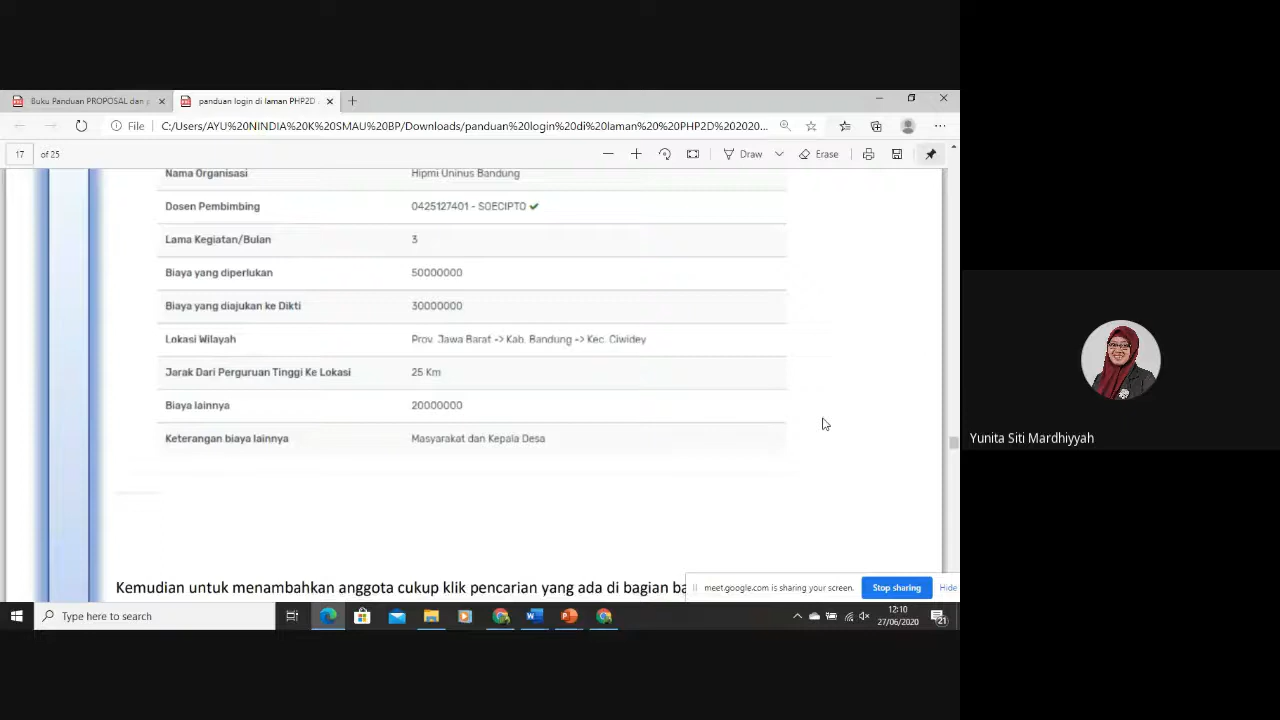 Buku Panduan PROPOSAL dan p
panduan login di laman PHP2D
File
C:/Users/AYU%20NINDIA%20K%20SMAU%20BP/Downloads/panduan%20login%20di%20laman%20%20PHP2D%202020...
17 of 25
Draw
Erase
Nama Organisasi Hipmi Uninus Bandung
Dosen Pembimbing 0425127401 - SOECIPTO
Lama Kegiatan/Bulan 3
Biaya yang diperlukan 50000000
Biaya yang diajukan ke Dikti 30000000
Lokasi Wilayah Prov. Jawa Barat -> Kab. Bandung -> Kec. Ciwidey
Jarak Dari Perguruan Tinggi Ke Lokasi 25 Km
Biaya lainnya 20000000
Keterangan biaya lainnya Masyarakat dan Kepala Desa
Kemudian untuk menambahkan anggota cukup klik pencarian yang ada di bagian ba
meet.google.com is sharing your screen.
Stop sharing
Hide
Type here to search
12:10
27/06/2020
21
Yunita Siti Mardhiyyah